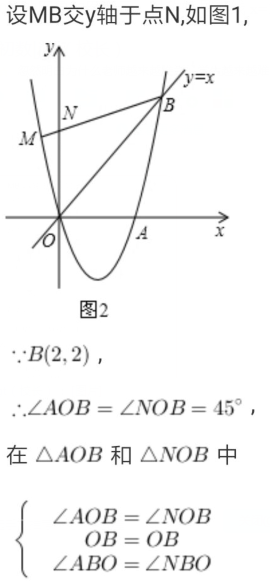 设MB交y轴于点N,如图1,
y
y=x
N
B
M
O
A
x
图2
∵B(2,2)，
∴∠AOB=∠NOB=45°，
在 △AOB 和 △NOB 中
∠AOB=∠NOB
OB=OB
∠ABO=∠NBO